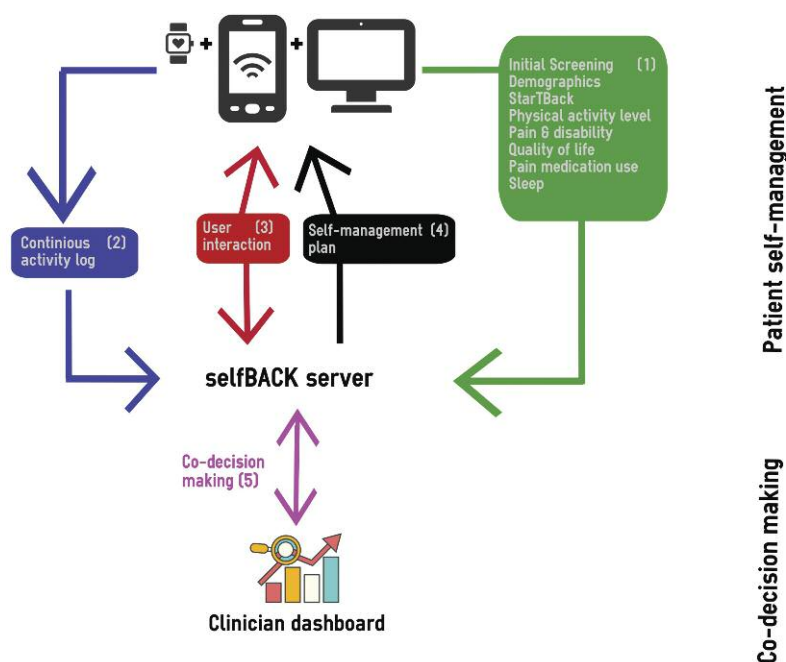 +
+
Initial Screening (1)
Demographics
StarTBack
Physical activity level
Pain & disability
Quality of life
Pain medication use
Sleep
Continious (2)
activity log
User (3)
interaction
Self-management (4)
plan
selfBACK server
Co-decision
making (5)
Clinician dashboard
Patient self-management
Co-decision making